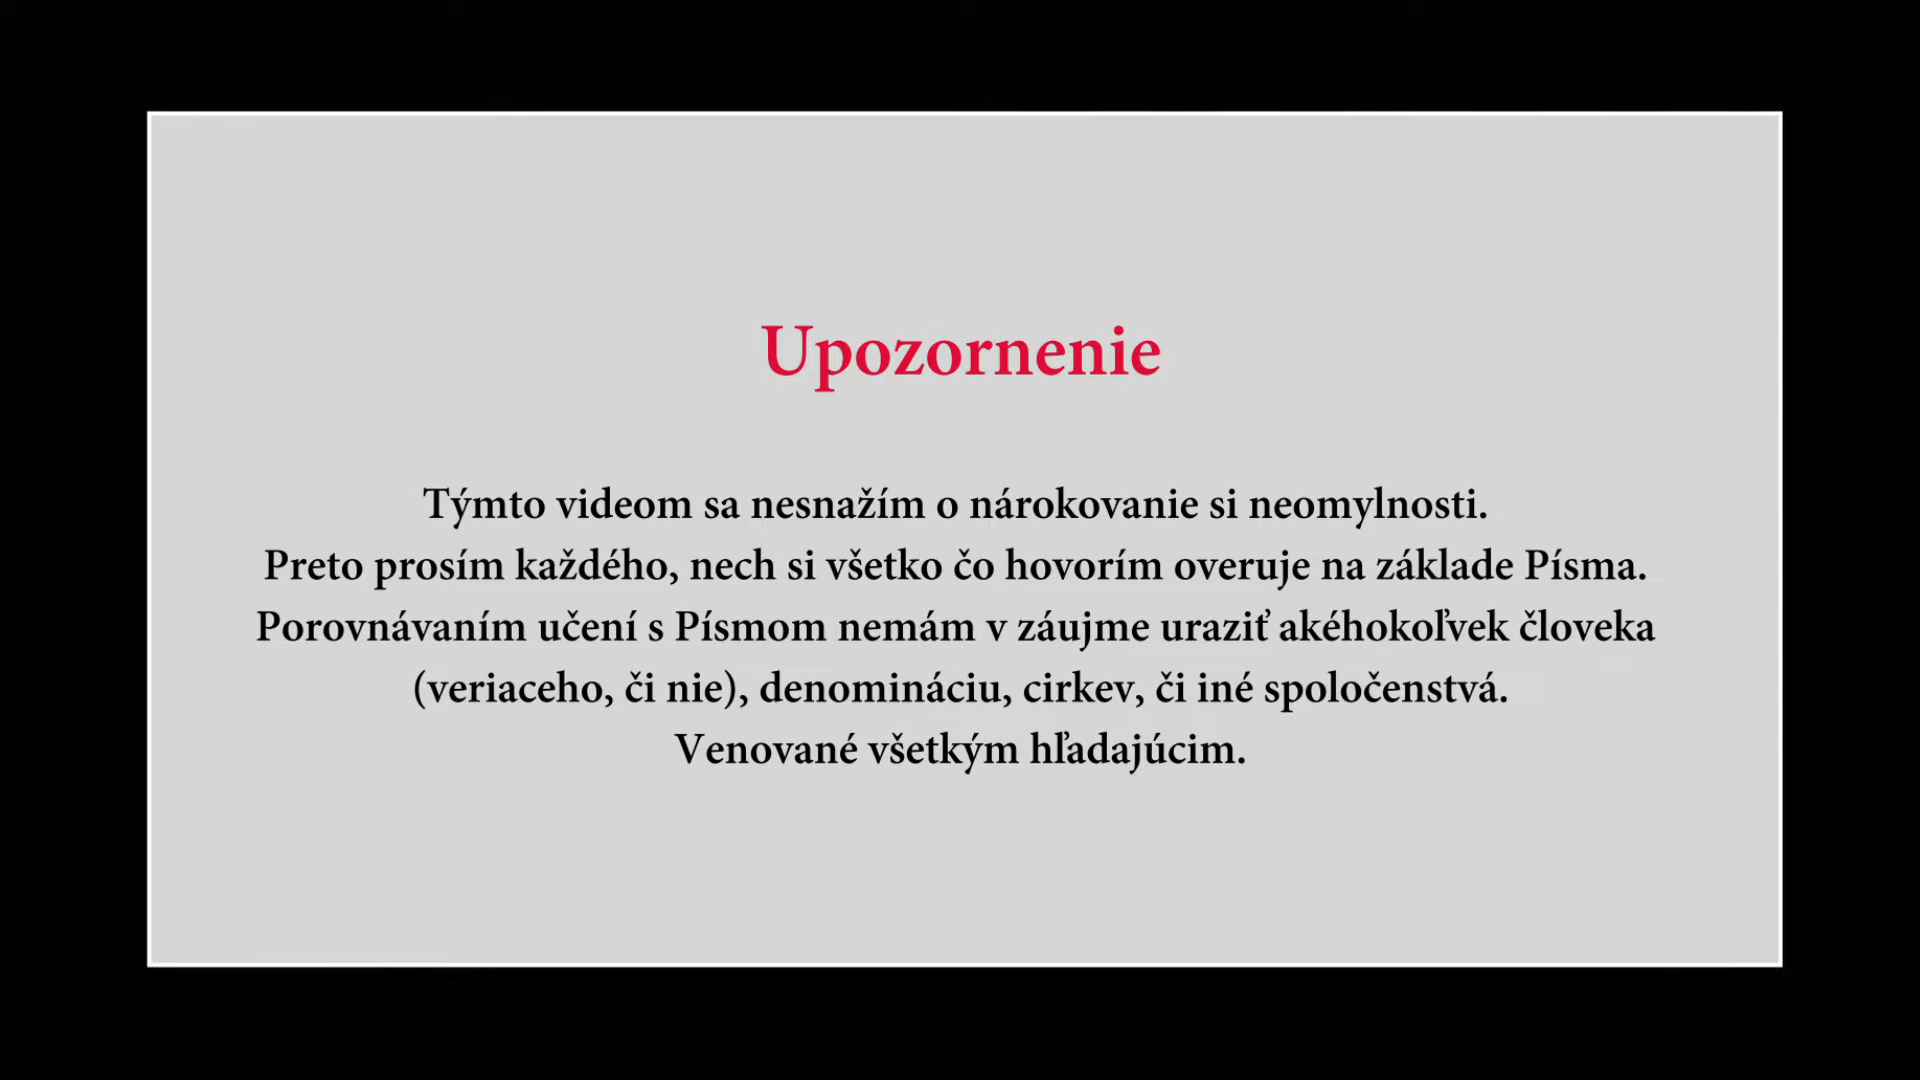 Upozornenie
Týmto videom sa nesnažím o nárokovanie si neomylnosti.
Preto prosím každého, nech si všetko čo hovorím overuje na základe Písma.
Porovnávaním učení s Písmom nemám v záujme uraziť akéhokoľvek človeka
(veriaceho, či nie), denomináciu, cirkev, či iné spoločenstvá.
Venované všetkým hľadajúcim.